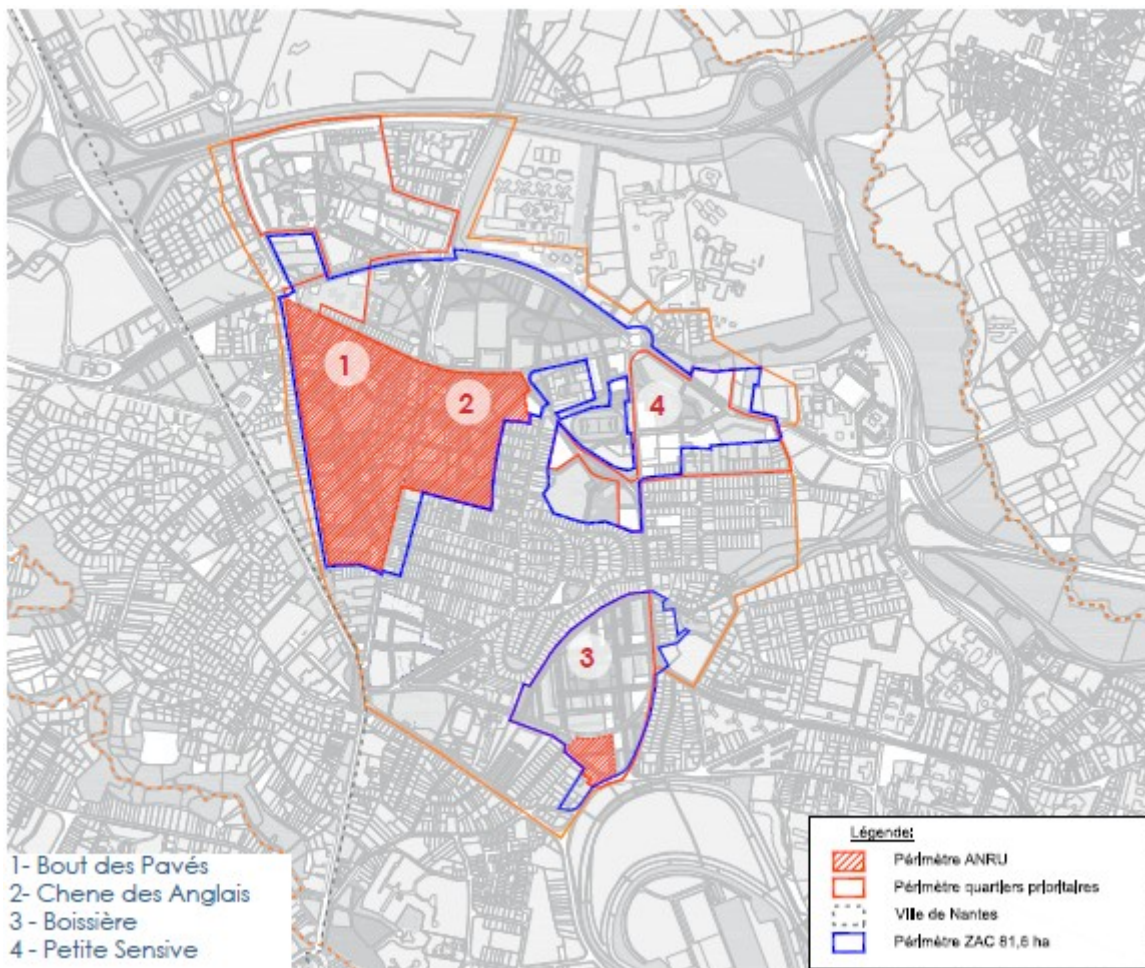 1
2
4
3
1- Bout des Pavés
2- Chene des Anglais
3 - Boissière
4 - Petite Sensive
Légende:
Périmètre ANRU
Périmètre quartiers prioritaires
Ville de Nantes
Périmètre ZAC 81,6 ha